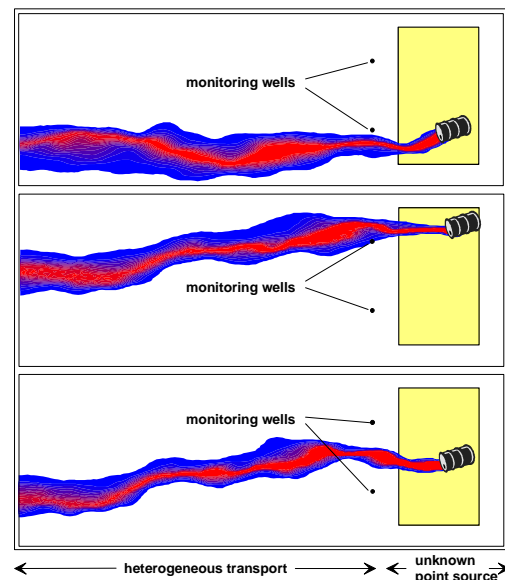 monitoring wells
monitoring wells
monitoring wells
heterogeneous transport
unknown
point source